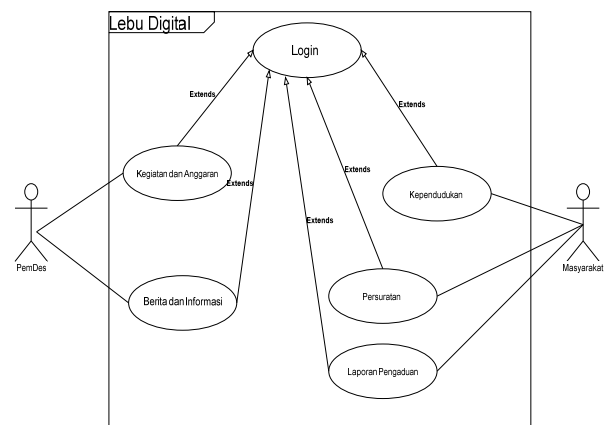 Lebu Digital
Login
Extends
Extends
Kegiatan dan Anggaran
Extends
Extends
Kependudukan
Extends
PemDes
Masyarakat
Berita dan Informasi
Persuratan
Laporan Pengaduan